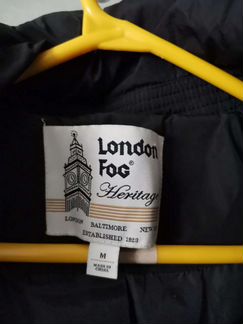 London
Fog®
Heritage
LONDON BALTIMORE NEW
ESTABLISHED 1923
M
MADE IN
CHINA